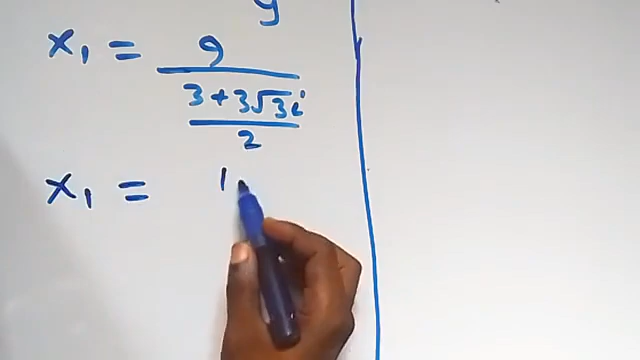 y
x₁ = 9
3 + 3√3i
2
x₁ = 1